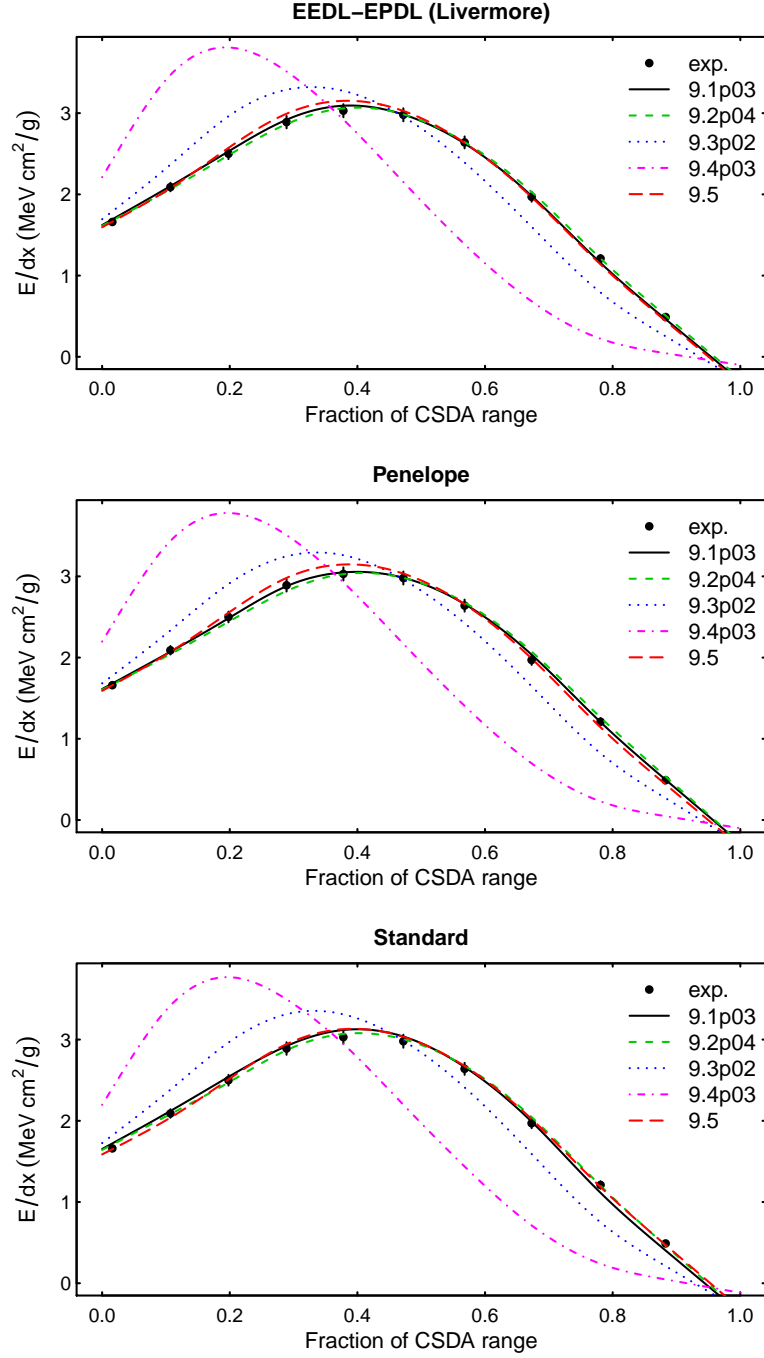 EEDL−EPDL (Livermore)
E/dx (MeV cm²/g)
3
2
1
0
exp.
9.1p03
9.2p04
9.3p02
9.4p03
9.5
0.0 0.2 0.4 0.6 0.8 1.0
Fraction of CSDA range
Penelope
E/dx (MeV cm²/g)
3
2
1
0
exp.
9.1p03
9.2p04
9.3p02
9.4p03
9.5
0.0 0.2 0.4 0.6 0.8 1.0
Fraction of CSDA range
Standard
E/dx (MeV cm²/g)
3
2
1
0
exp.
9.1p03
9.2p04
9.3p02
9.4p03
9.5
0.0 0.2 0.4 0.6 0.8 1.0
Fraction of CSDA range